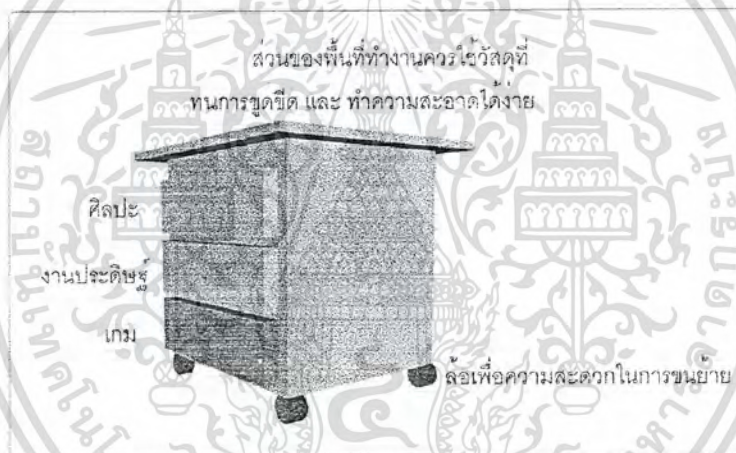 ส่วนของพื้นที่ทำงานควรใช้วัสดุที่
ทนการขูดขีด และ ทำความสะอาดได้ง่าย
ศิลปะ
งานประดิษฐ์
เกม
ล้อเพื่อความสะดวกในการขนย้าย